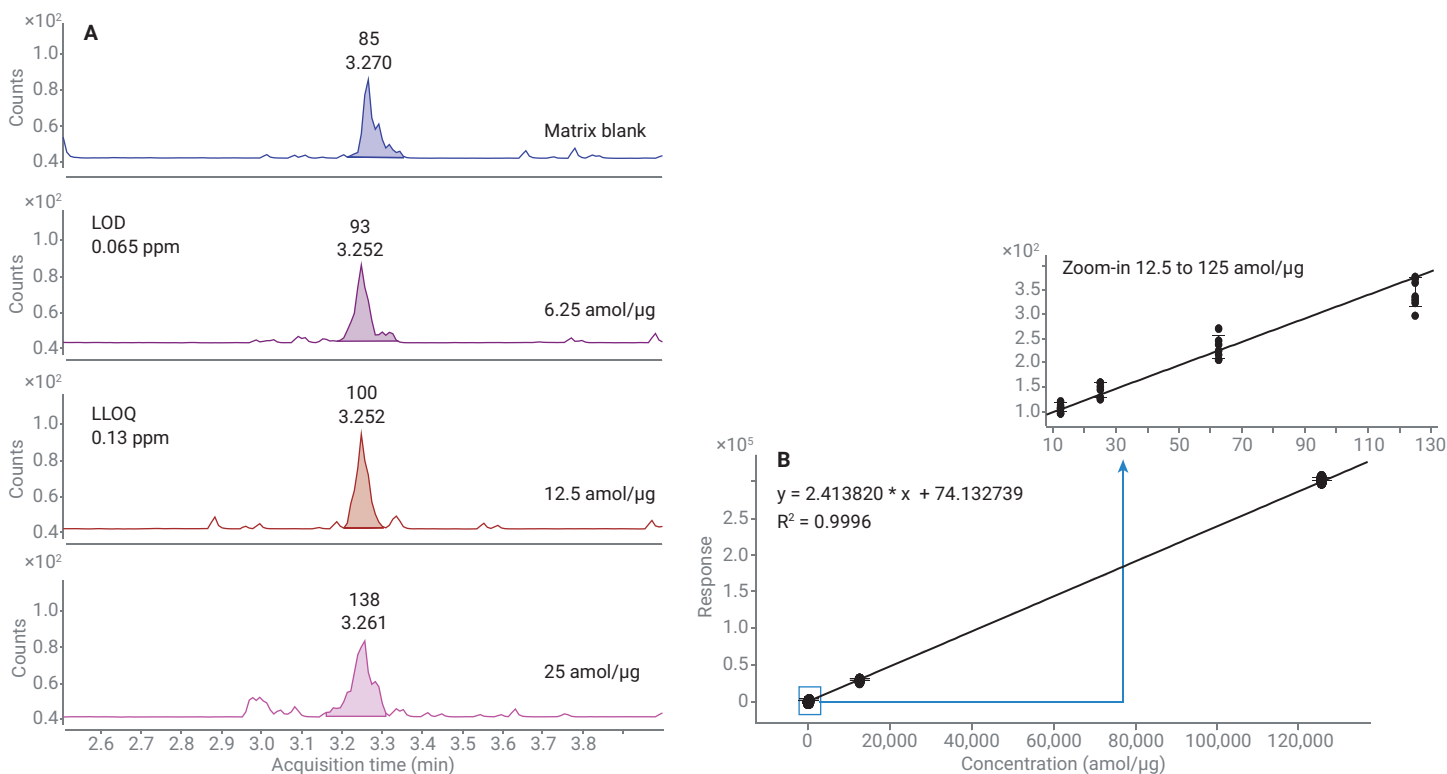 A
×10²
1.0
0.8
0.6
0.4
Counts
85
3.270
Matrix blank
×10²
1.0
0.8
0.6
0.4
Counts
LOD
0.065 ppm
93
3.252
6.25 amol/µg
×10²
1.0
0.8
0.6
0.4
Counts
LLOQ
0.13 ppm
100
3.252
12.5 amol/µg
×10²
1.0
0.8
0.6
0.4
Counts
138
3.261
25 amol/µg
2.6 2.7 2.8 2.9 3.0 3.1 3.2 3.3 3.4 3.5 3.6 3.7 3.8
Acquisition time (min)
×10²
Zoom-in 12.5 to 125 amol/µg
3.5
3.0
2.5
2.0
1.5
1.0
10 30 50 70 90 110 130
×10⁵
B
y = 2.413820 * x + 74.132739
R² = 0.9996
2.5
2.0
1.5
1.0
0.5
0
Response
0 20,000 40,000 60,000 80,000 100,000 120,000
Concentration (amol/µg)